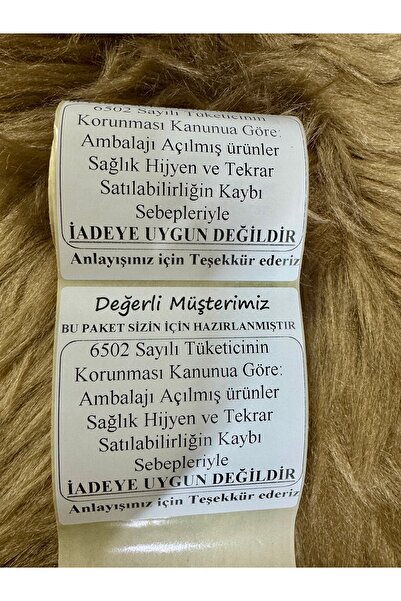 6502 Sayılı Tüketicinin
Korunması Kanunua Göre:
Ambalajı Açılmış ürünler
Sağlık Hijyen ve Tekrar
Satılabilirliğin Kaybı
Sebepleriyle
İADEYE UYGUN DEĞİLDİR
Anlayışınız için Teşekkür ederiz
Değerli Müşterimiz
BU PAKET SİZİN İÇİN HAZIRLANMIŞTIR
6502 Sayılı Tüketicinin
Korunması Kanunua Göre:
Ambalajı Açılmış ürünler
Sağlık Hijyen ve Tekrar
Satılabilirliğin Kaybı
Sebepleriyle
İADEYE UYGUN DEĞİLDİR
Anlayışınız için Teşekkür ederiz